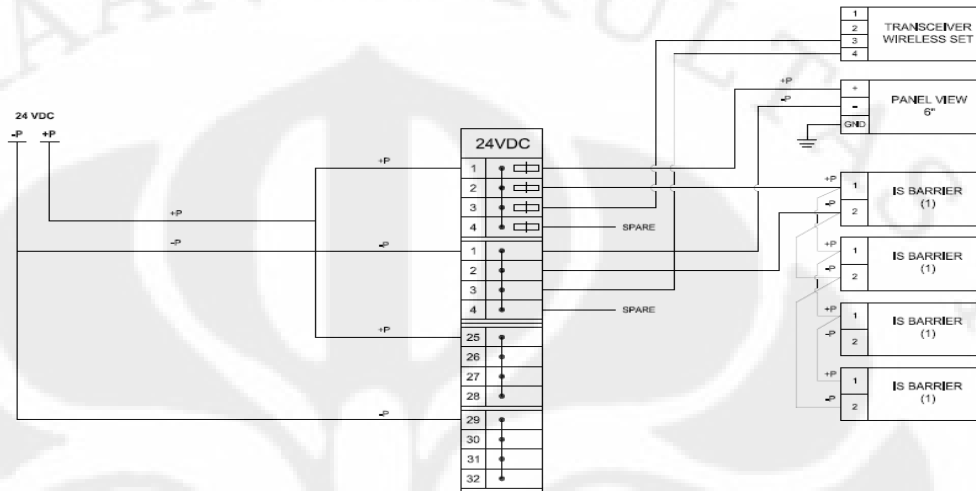 1
2
3
4
TRANSCEIVER
WIRELESS SET
+P
-P
+
-
GND
PANEL VIEW
6"
24 VDC
-P
+P
24VDC
+P
1
2
3
4
SPARE
+P
-P
-P
1
2
3
4
SPARE
+P
25
26
27
28
-P
29
30
31
32
+P
-P
1
2
IS BARRIER
(1)
+P
-P
1
2
IS BARRIER
(1)
+P
-P
1
2
IS BARRIER
(1)
+P
-P
1
2
IS BARRIER
(1)